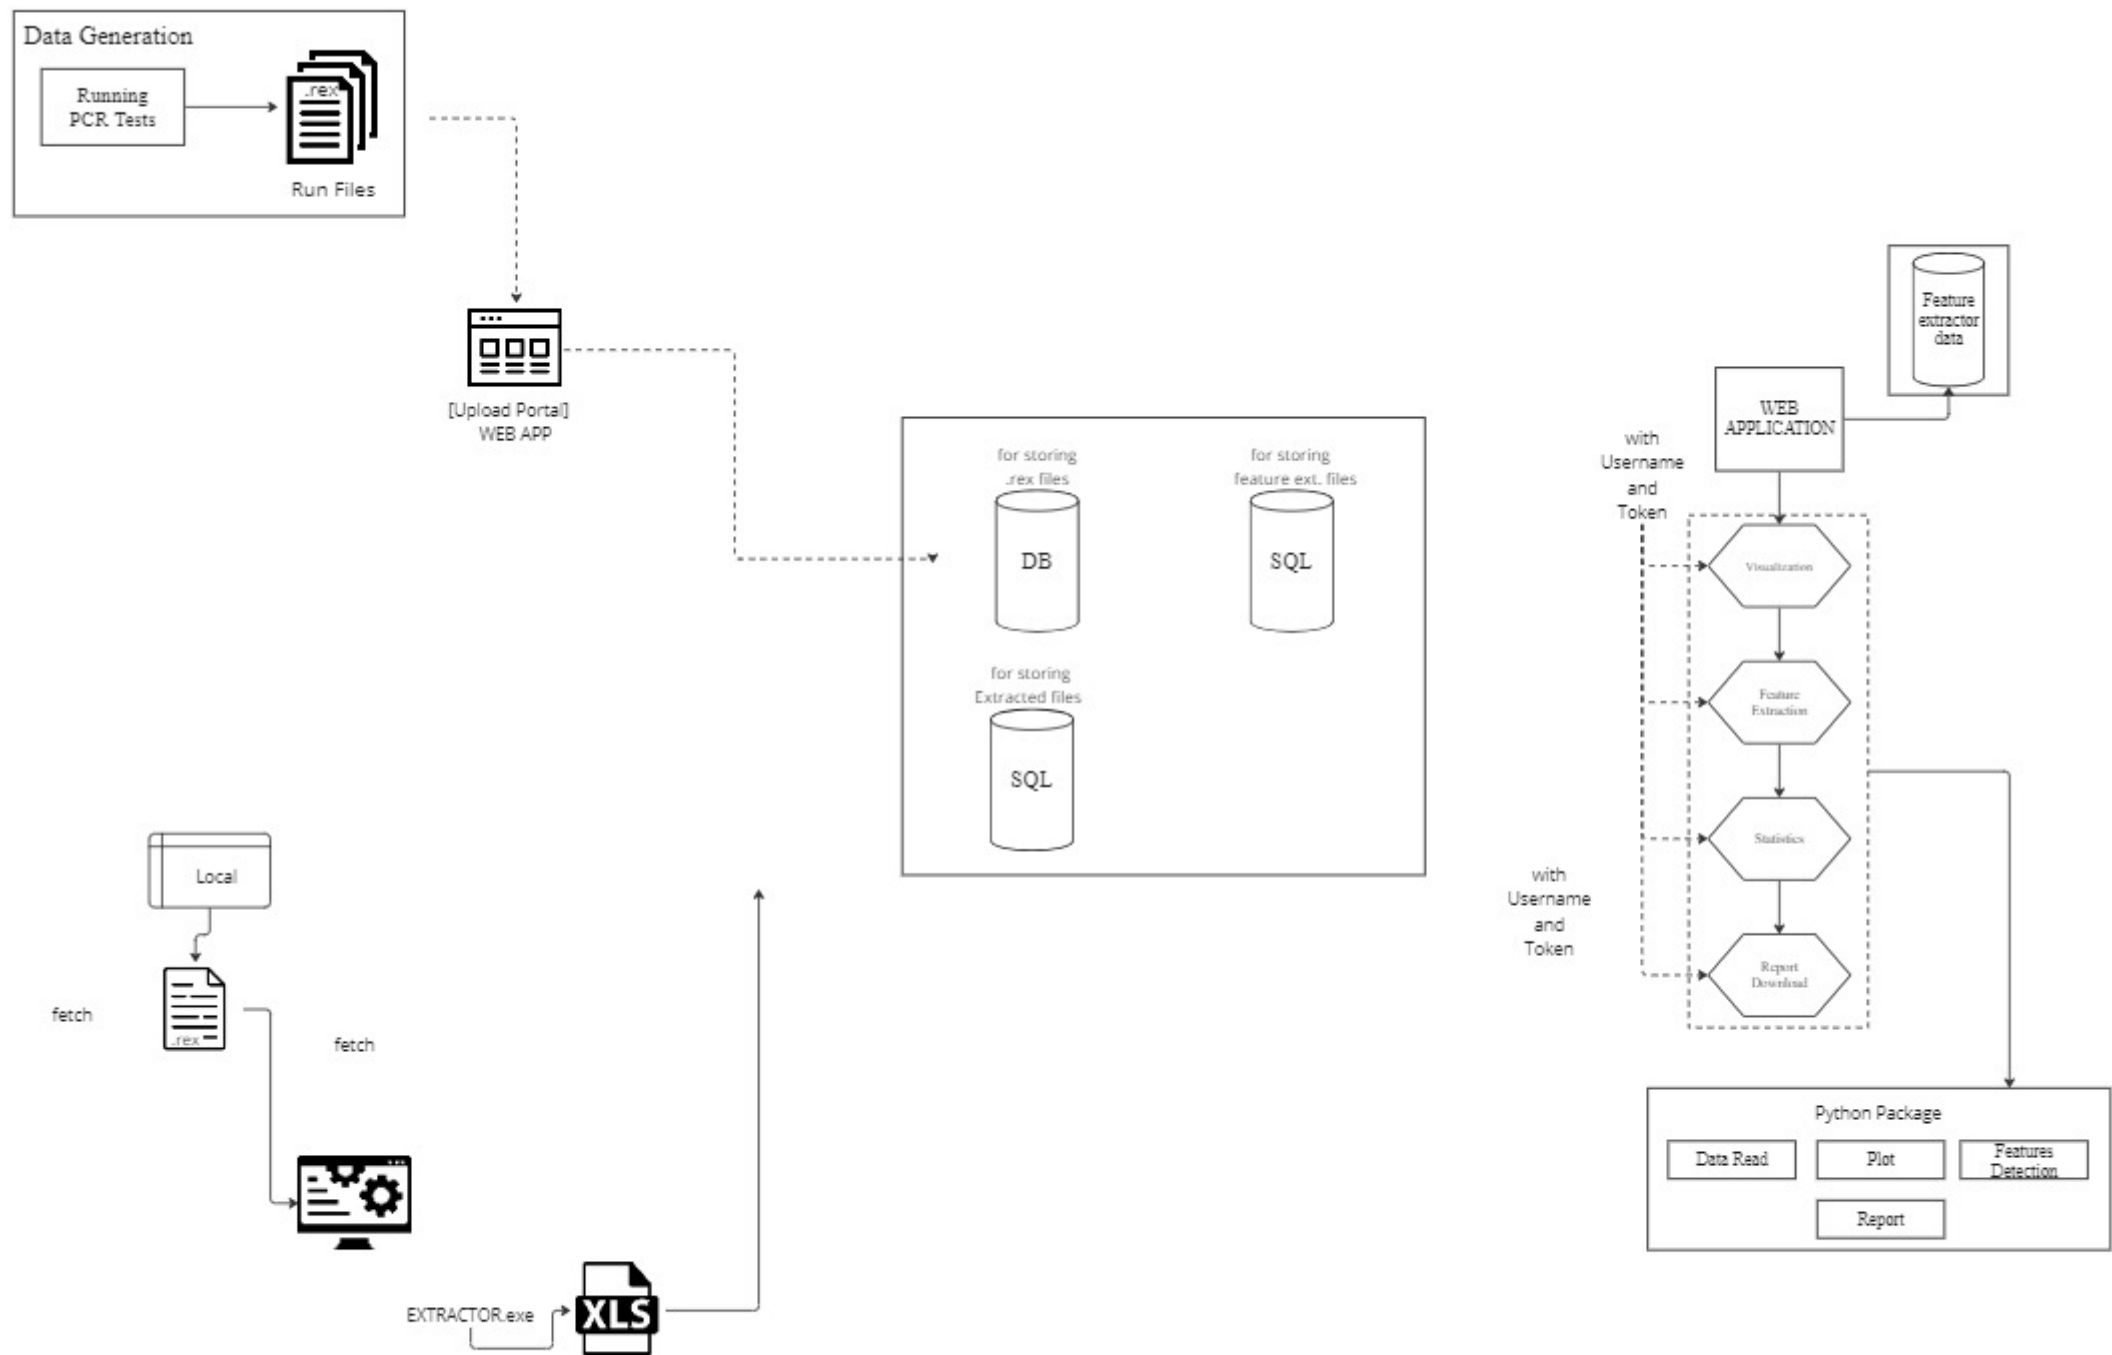 Data Generation
Running
PCR Tests
.rex
Run Files
[Upload Portal]
WEB APP
for storing
.rex files
DB
for storing
feature ext. files
SQL
for storing
Extracted files
SQL
Feature
extractor
data
WEB
APPLICATION
with
Username
and
Token
Visualization
Feature
Extraction
Statistics
Report
Download
with
Username
and
Token
Local
fetch
.rex
fetch
EXTRACTOR.exe
XLS
Python Package
Data Read
Plot
Features
Detection
Report